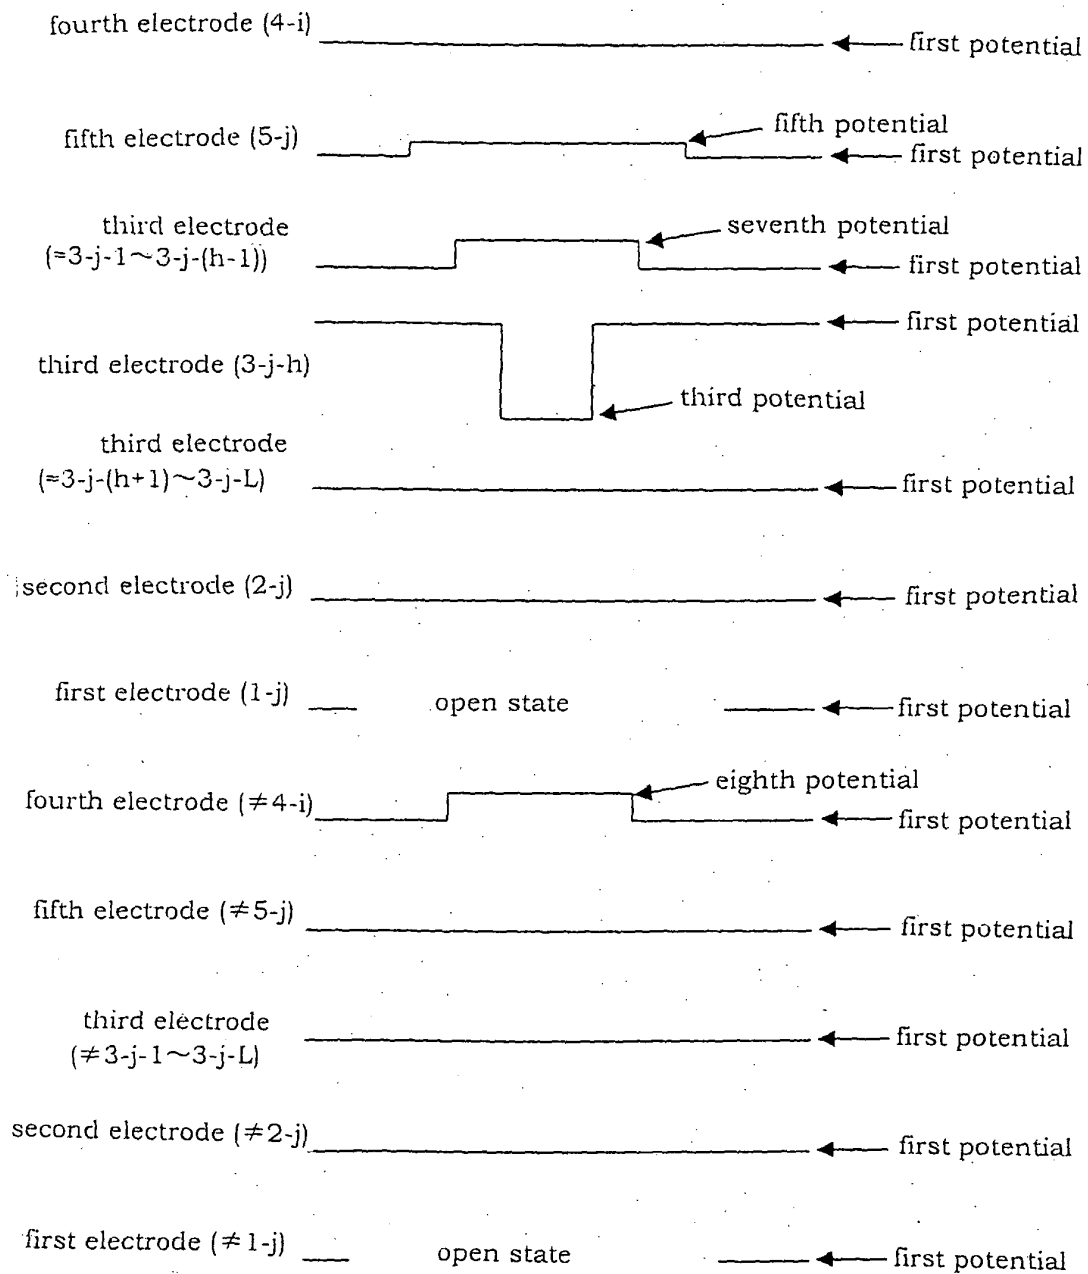 fourth electrode (4-i)
first potential
fifth electrode (5-j)
fifth potential
first potential
third electrode
(=3-j-1~3-j-(h-1))
seventh potential
first potential
first potential
third electrode (3-j-h)
third potential
third electrode
(=3-j-(h+1)~3-j-L)
first potential
second electrode (2-j)
first potential
first electrode (1-j)
open state
first potential
fourth electrode (≠4-i)
eighth potential
first potential
fifth electrode (≠5-j)
first potential
third electrode
(≠3-j-1~3-j-L)
first potential
second electrode (≠2-j)
first potential
first electrode (≠1-j)
open state
first potential